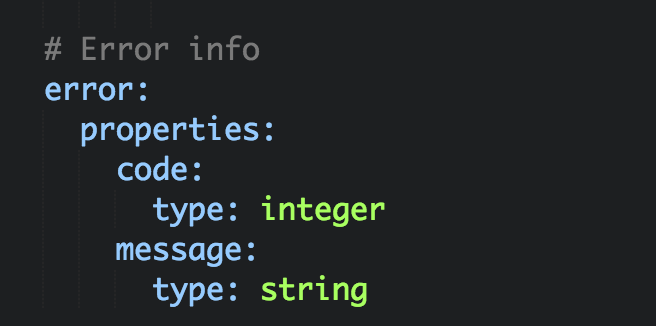 # Error info
error:
  properties:
    code:
      type: integer
    message:
      type: string